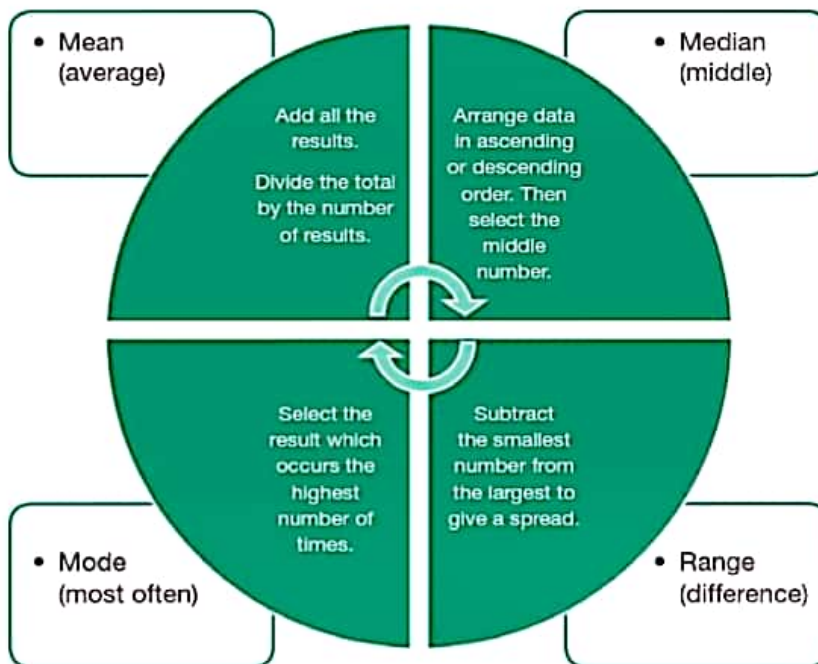 • Mean
(average)
Add all the
results.
Divide the total
by the number
of results.
• Median
(middle)
Arrange data
in ascending
or descending
order. Then
select the
middle
number.
• Mode
(most often)
Select the
result which
occurs the
highest
number of
times.
• Range
(difference)
Subtract
the smallest
number from
the largest to
give a spread.